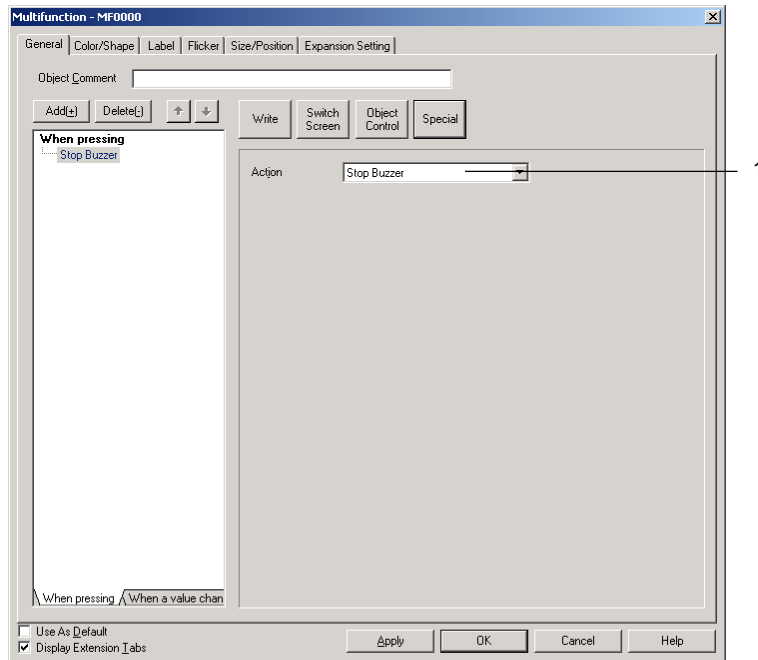 Multifunction - MF0000
General Color/Shape Label Flicker Size/Position Expansion Setting
Object Comment
Add(+) Delete(-)
Write Switch Screen Object Control Special
When pressing
Stop Buzzer
Action Stop Buzzer
When pressing When a value chan
Use As Default
Display Extension Tabs
Apply OK Cancel Help